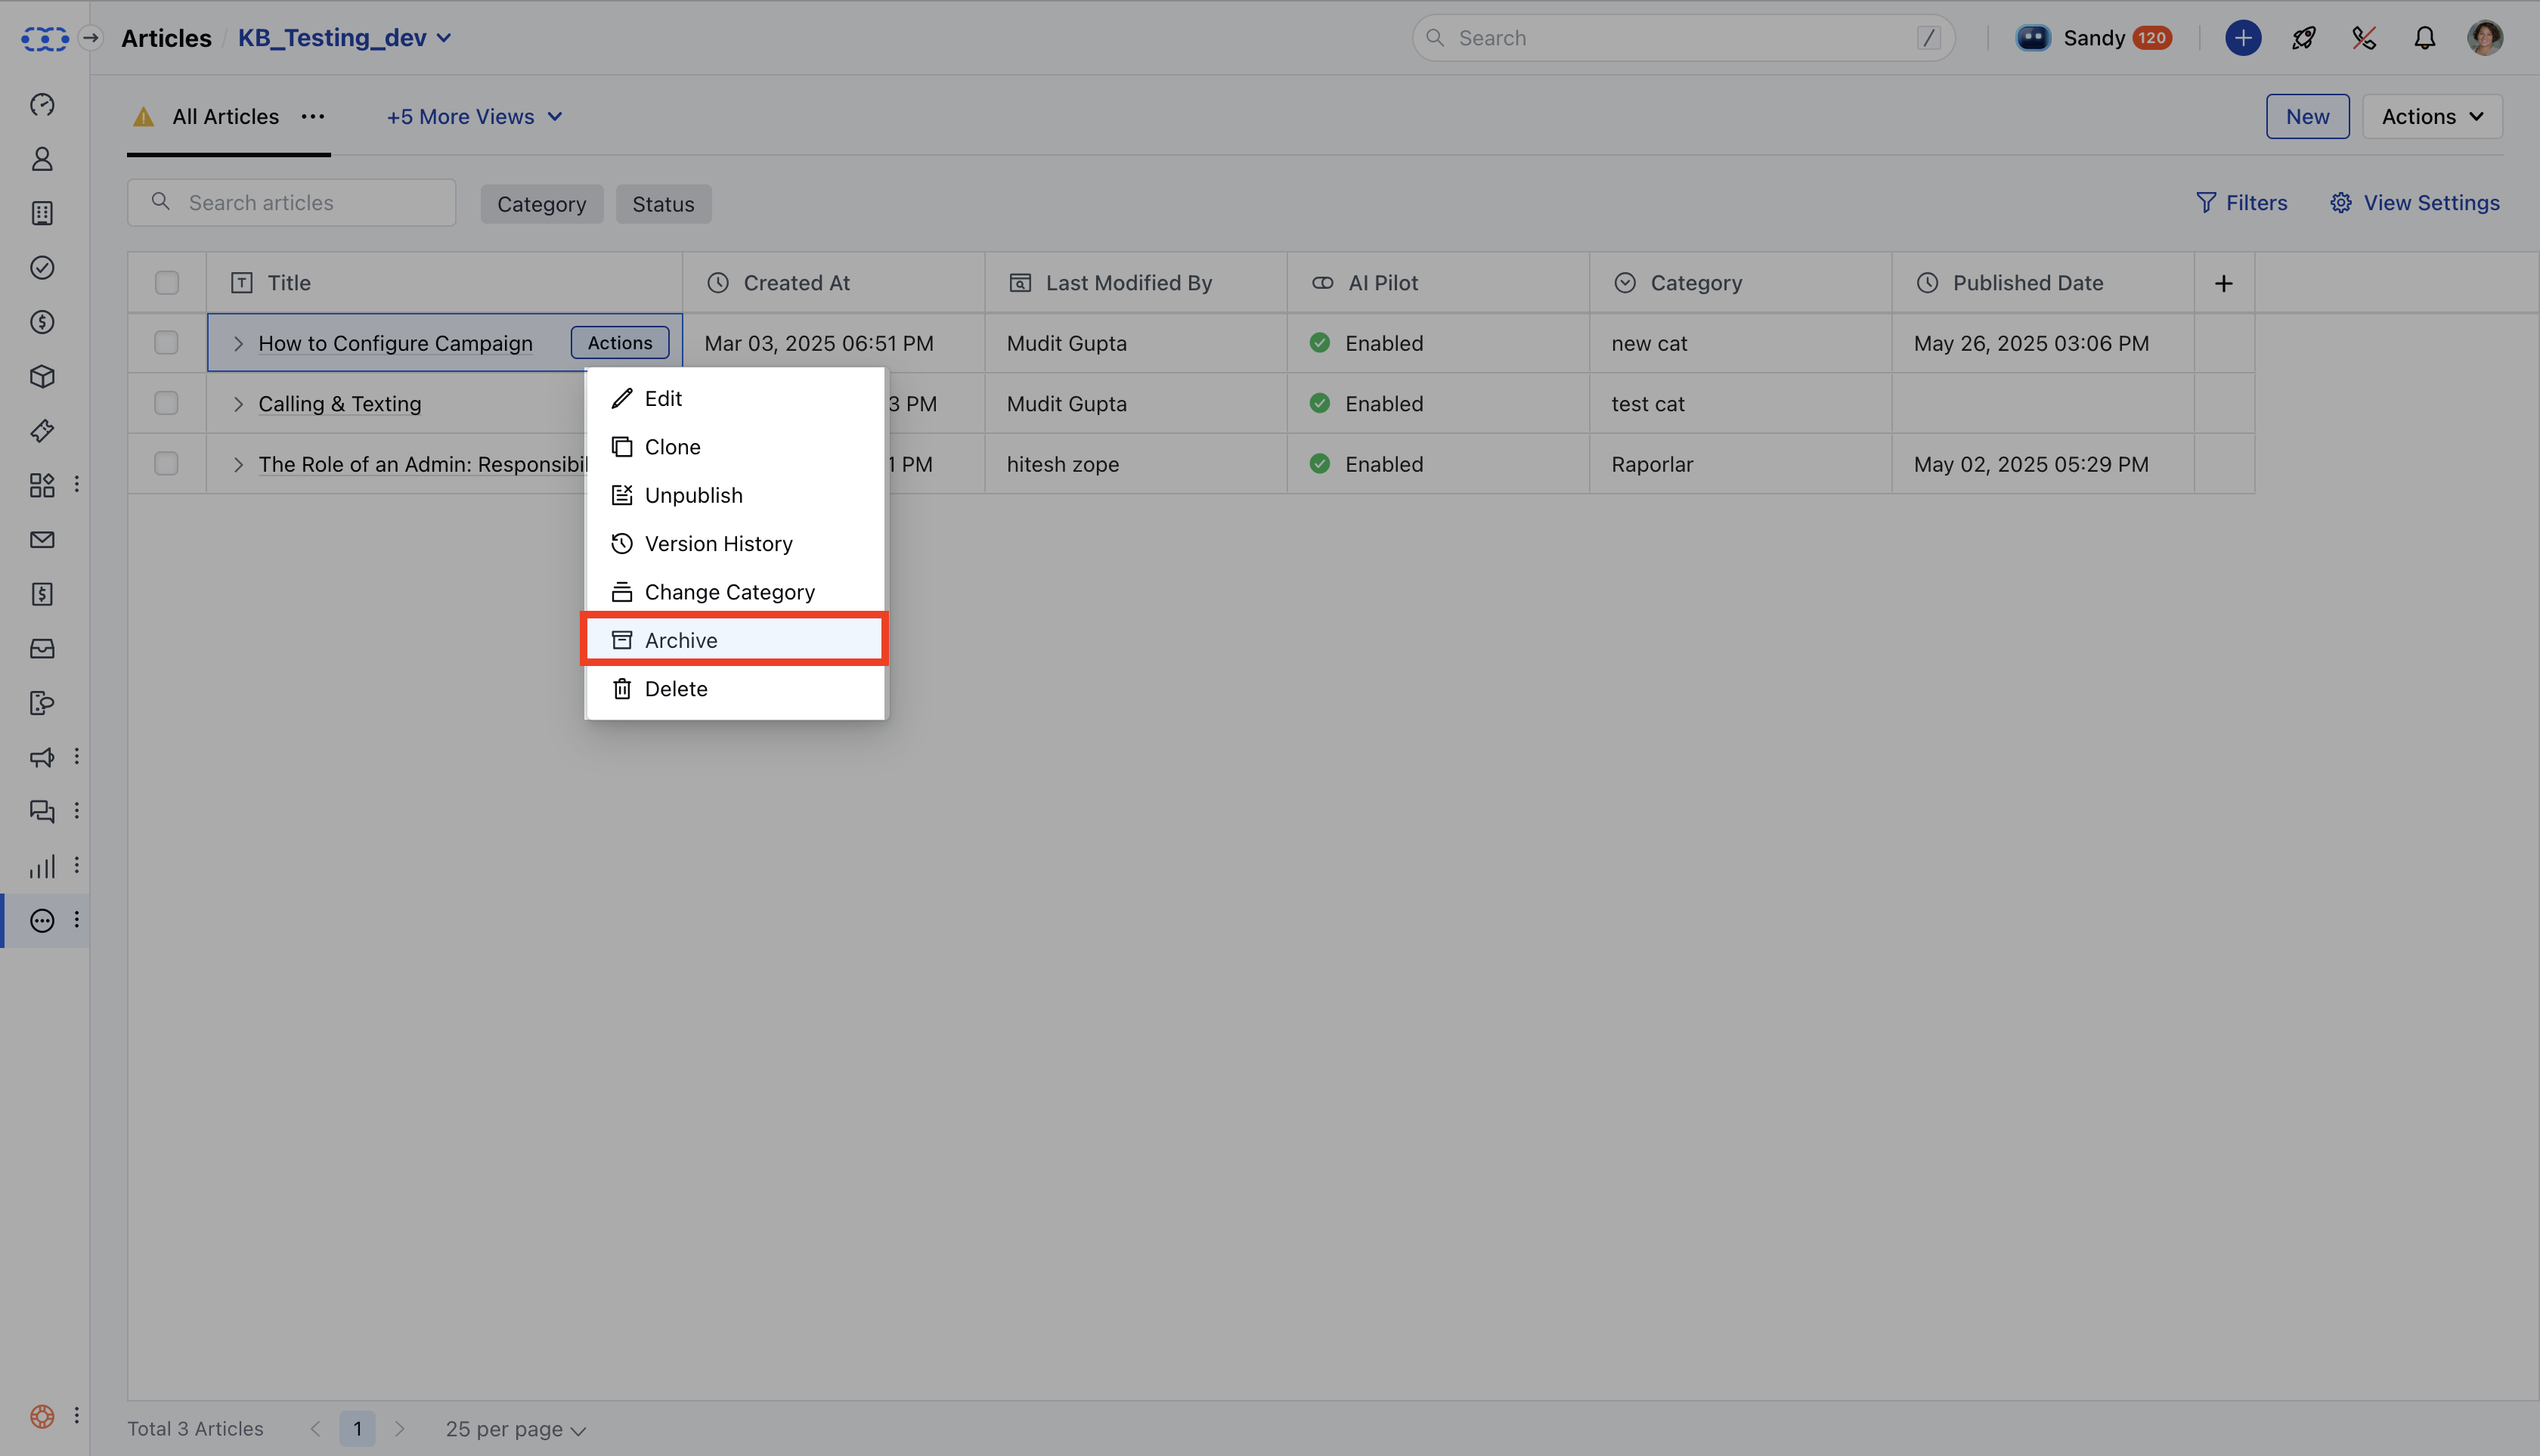 Articles / KB_Testing_dev
Search /
Sandy 120
All Articles
+5 More Views
New
Actions
Search articles
Category
Status
Filters
View Settings
Title Created At Last Modified By AI Pilot Category Published Date
How to Configure Campaign Actions Mar 03, 2025 06:51 PM Mudit Gupta Enabled new cat May 26, 2025 03:06 PM
Calling & Texting 3 PM Mudit Gupta Enabled test cat
The Role of an Admin: 1 PM hitesh zope Enabled Raporlar May 02, 2025 05:29 PM
Edit
Clone
Unpublish
Version History
Change Category
Archive
Delete
Total 3 Articles 1 25 per page